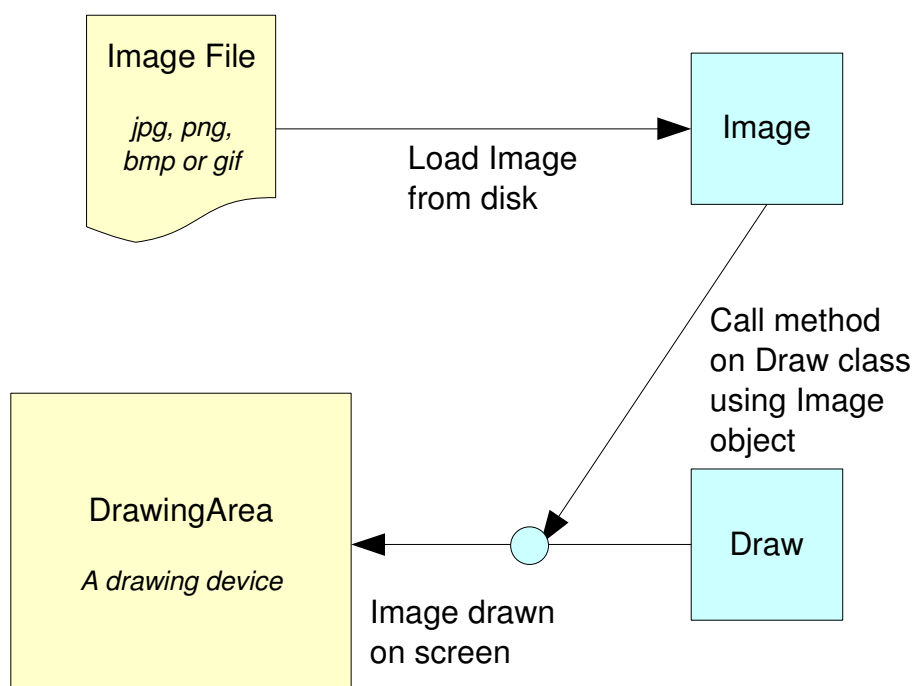 Image File
jpg, png,
bmp or gif
Load Image
from disk
Image
Call method
on Draw class
using Image
object
DrawingArea
A drawing device
Image drawn
on screen
Draw